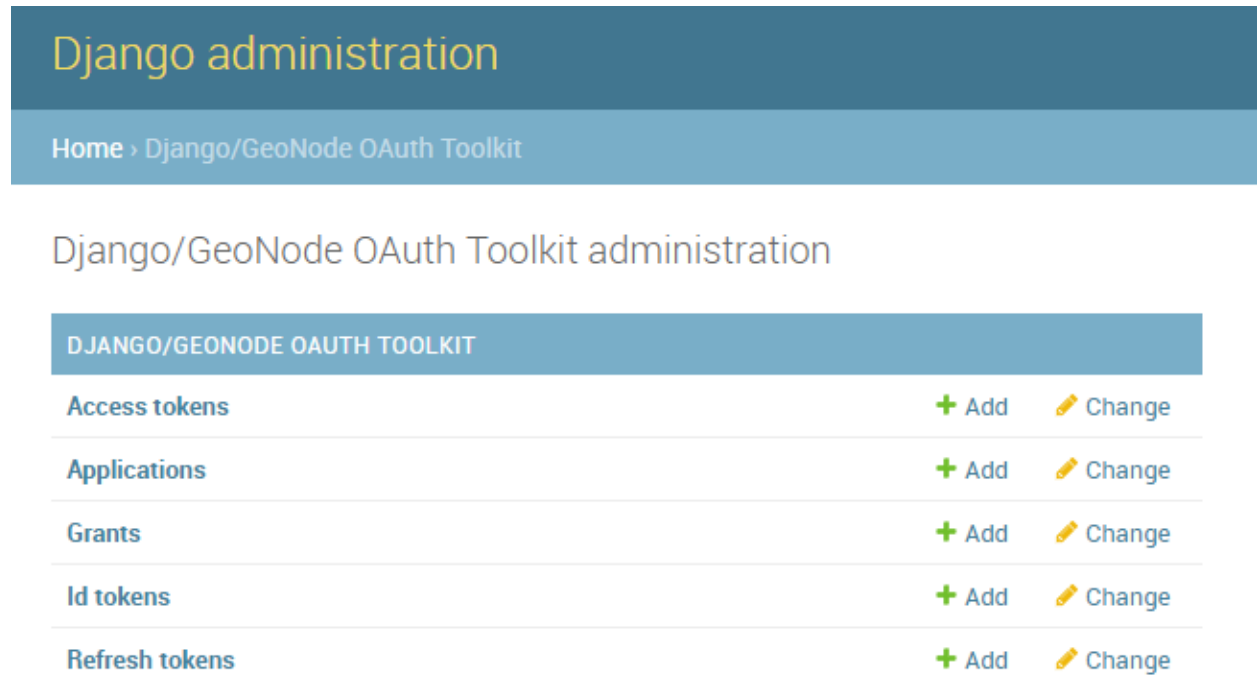 Django administration
Home › Django/GeoNode OAuth Toolkit
Django/GeoNode OAuth Toolkit administration
DJANGO/GEONODE OAUTH TOOLKIT
Access tokens Add Change
Applications Add Change
Grants Add Change
Id tokens Add Change
Refresh tokens Add Change